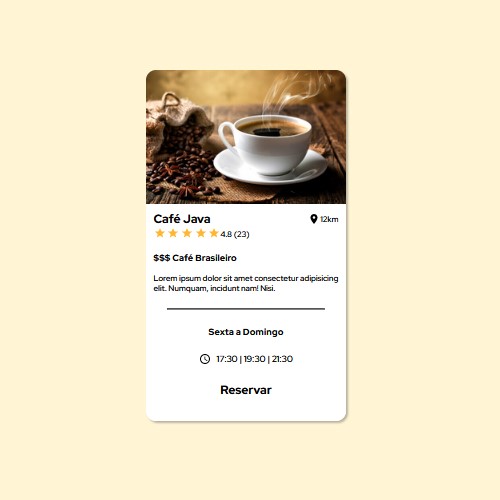 Café Java
12km
4.8 (23)
$$$ Café Brasileiro
Lorem ipsum dolor sit amet consectetur adipisicing
elit. Numquam, incidunt nam! Nisi.
Sexta a Domingo
17:30 | 19:30 | 21:30
Reservar